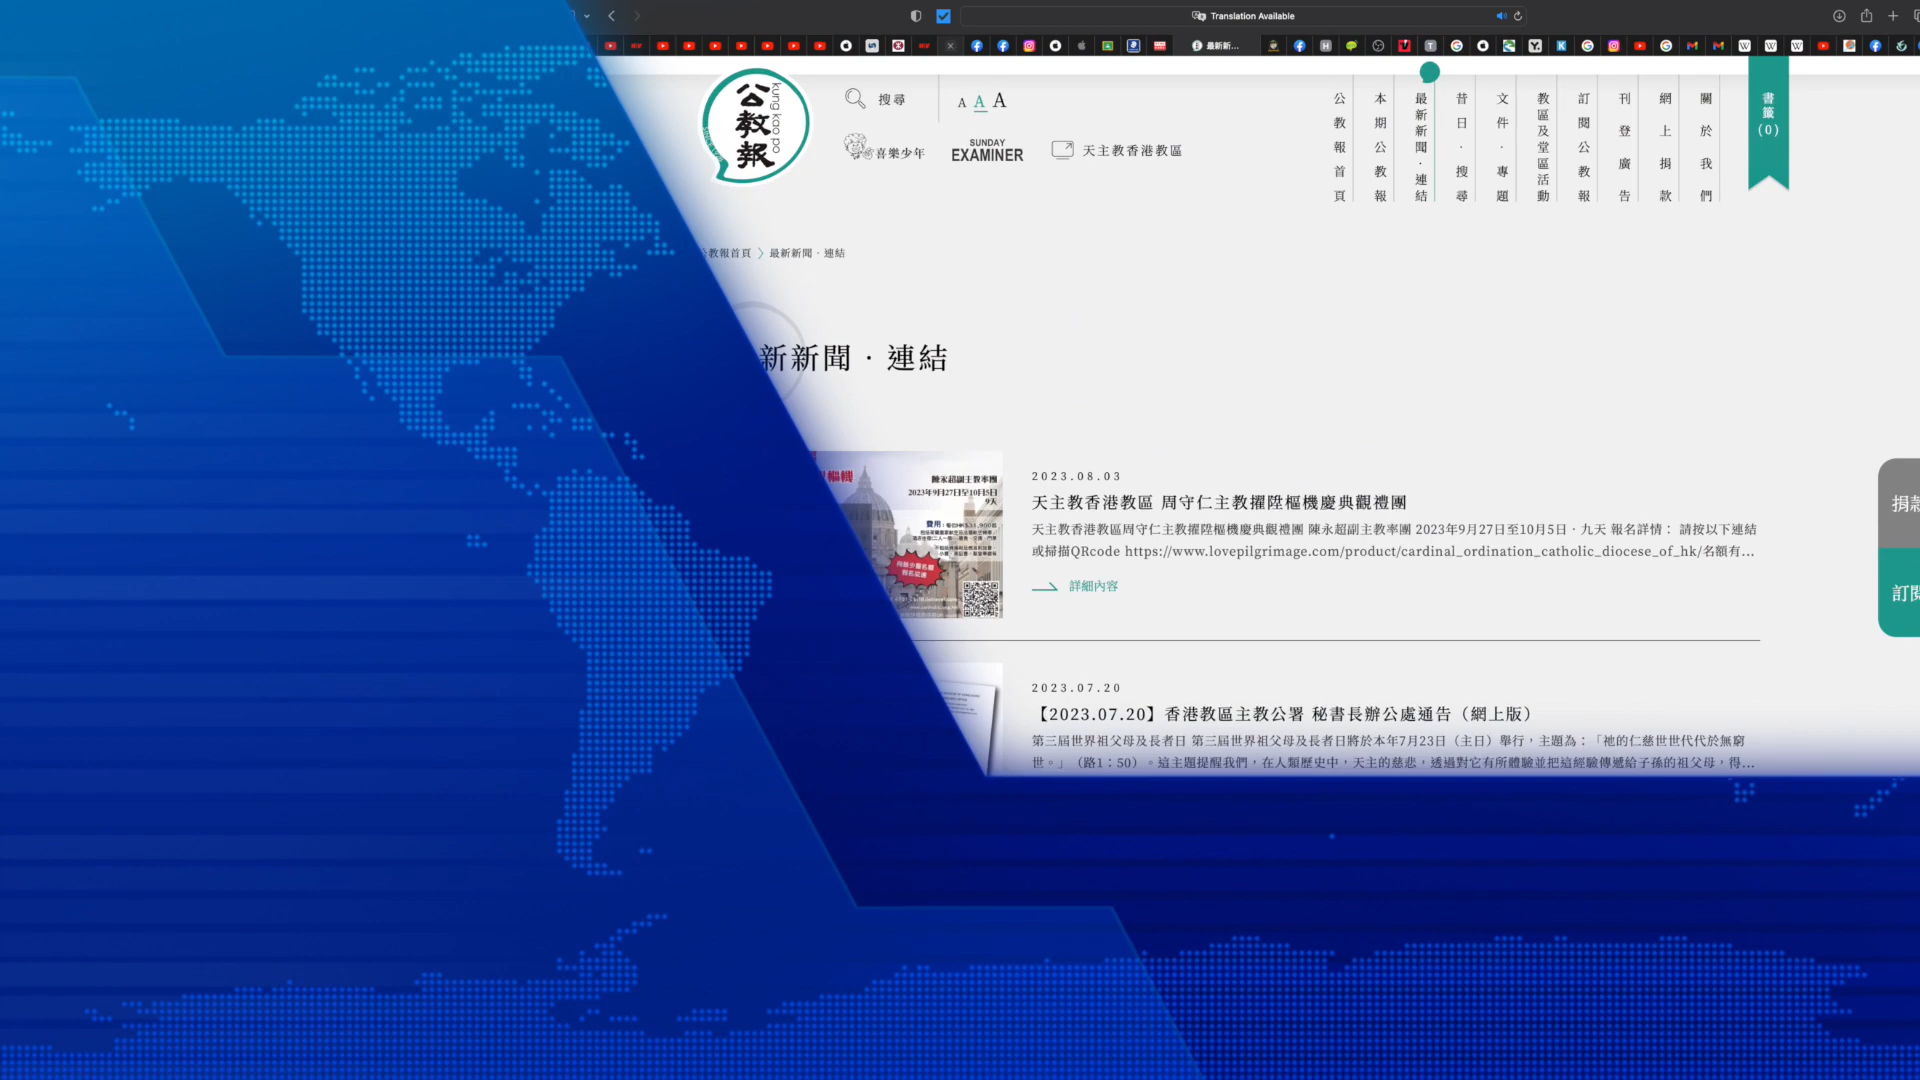 Translation Available
最新新...
公教報
kung kao po
搜尋
A A A
喜樂少年
SUNDAY
EXAMINER
天主教香港教區
公教報首頁
本期公教報
最新新聞·連結
昔日·搜尋
文件·專題
教區及堂區活動
訂閱公教報
刊登廣告
網上捐款
關於我們
書籤
(0)
教報首頁 〉最新新聞·連結
新新聞·連結
樞機
陳永超副主教率團
2023年9月27日至10月5日
9天
2023.08.03
天主教香港教區 周守仁主教擢陞樞機慶典觀禮團
天主教香港教區周守仁主教擢陞樞機慶典觀禮團 陳永超副主教率團 2023年9月27日至10月5日·九天 報名詳情： 請按以下連結
或掃描QRcode https://www.lovepilgrimage.com/product/cardinal_ordination_catholic_diocese_of_hk/名額有...
詳細內容
捐款
訂閱
2023.07.20
【2023.07.20】香港教區主教公署 秘書長辦公處通告（網上版）
第三屆世界祖父母及長者日 第三屆世界祖父母及長者日將於本年7月23日（主日）舉行，主題為：「祂的仁慈世世代代於無窮
世。」（路1：50）。這主題提醒我們，在人類歷史中，天主的慈悲，透過對它有所體驗並把這經驗傳遞給子孫的祖父母，得...